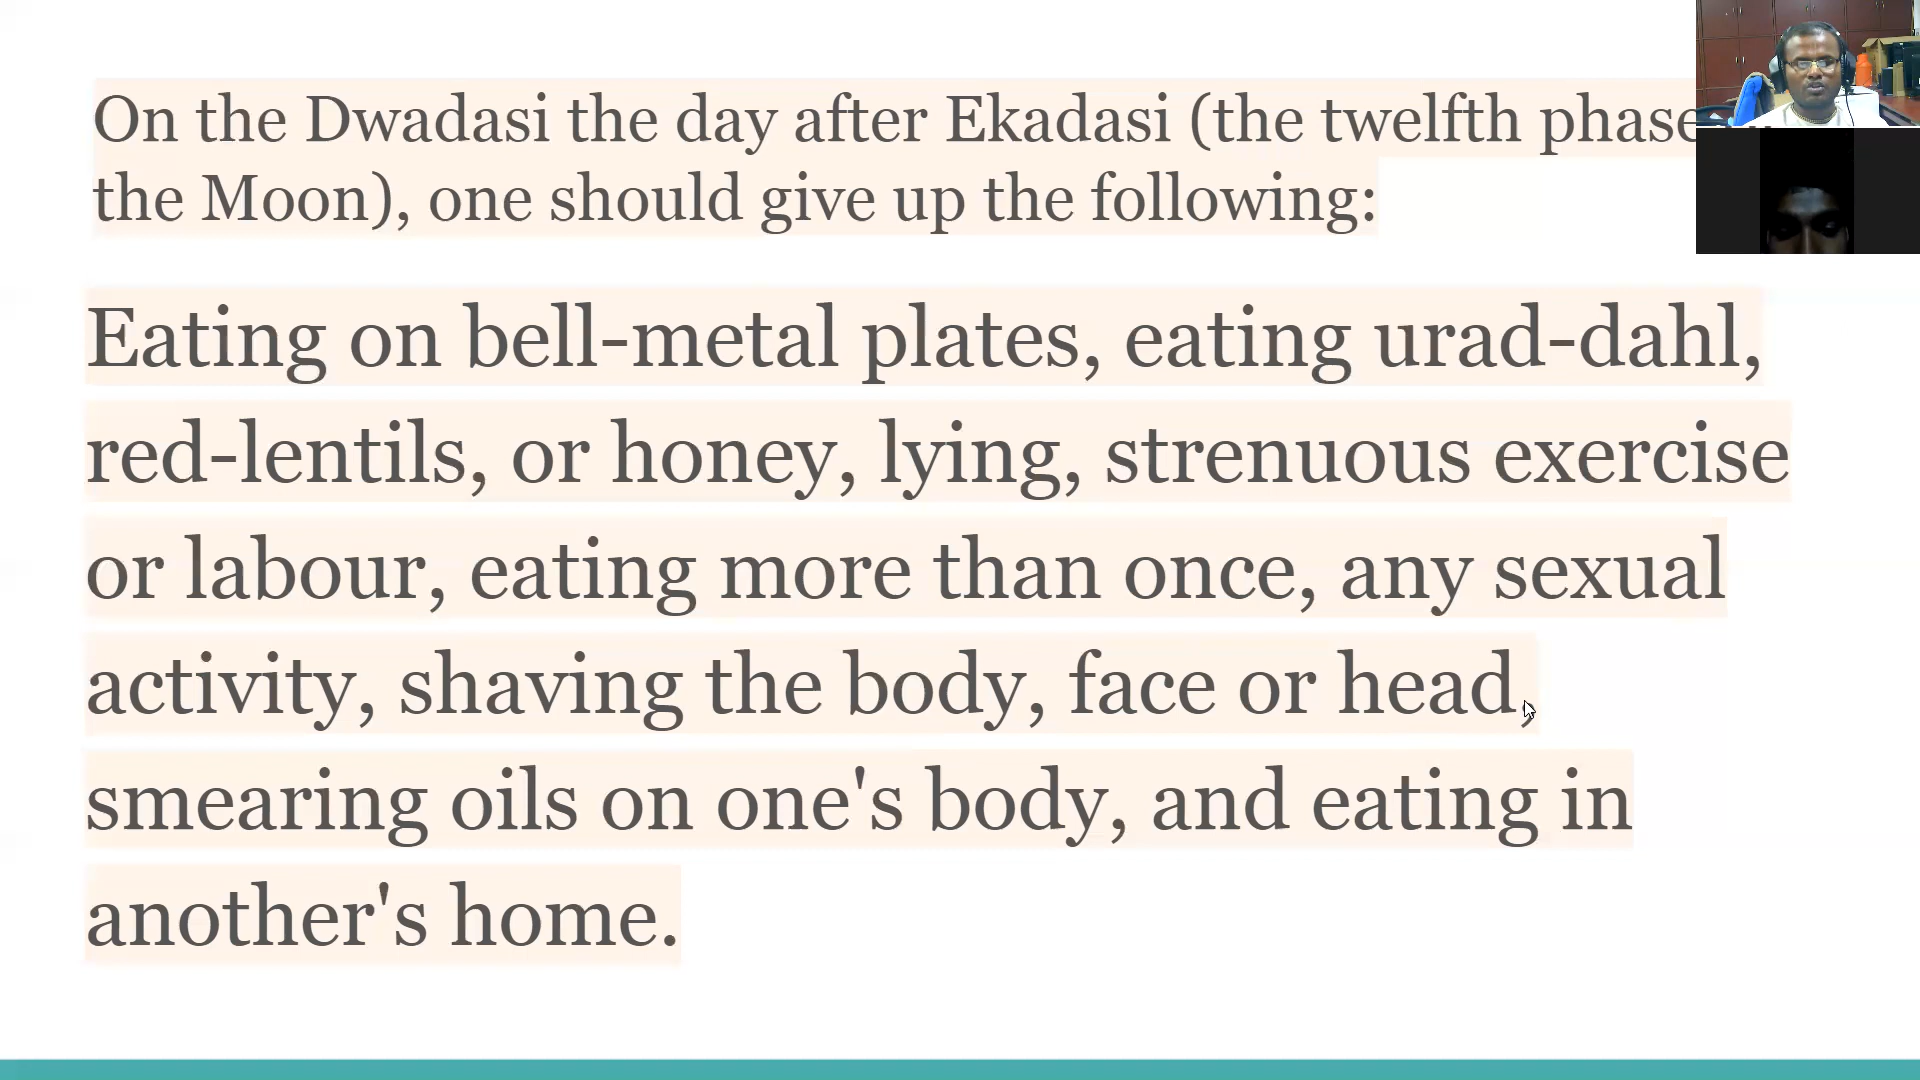 On the Dwadasi the day after Ekadasi (the twelfth phase
the Moon), one should give up the following:
Eating on bell-metal plates, eating urad-dahl,
red-lentils, or honey, lying, strenuous exercise
or labour, eating more than once, any sexual
activity, shaving the body, face or head,
smearing oils on one's body, and eating in
another's home.